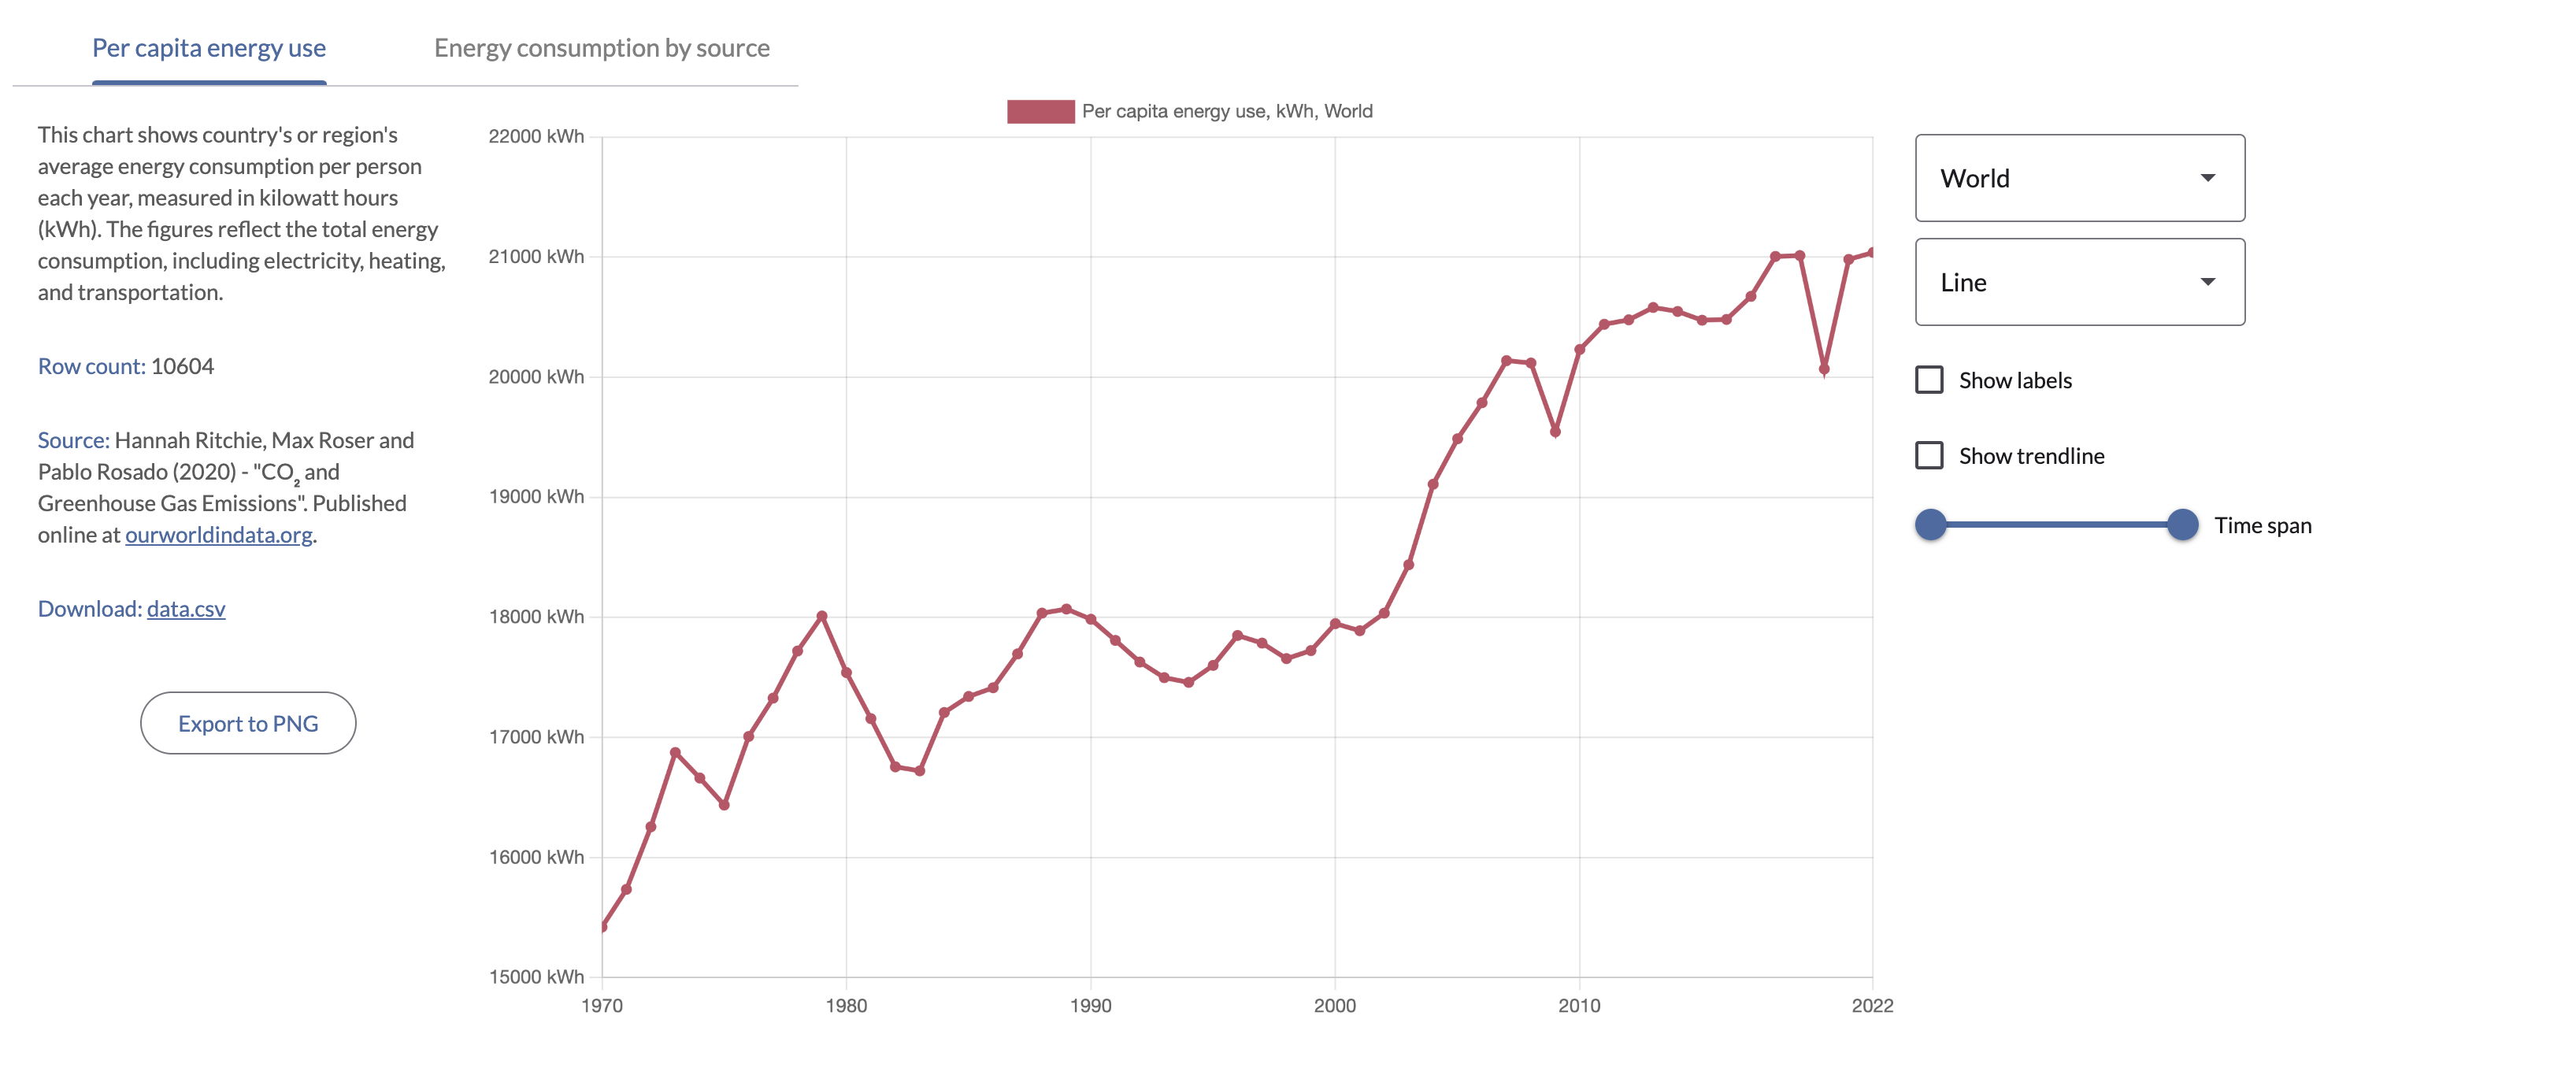 Per capita energy use
Energy consumption by source
This chart shows country's or region's
average energy consumption per person
each year, measured in kilowatt hours
(kWh). The figures reflect the total energy
consumption, including electricity, heating,
and transportation.
Row count: 10604
Source: Hannah Ritchie, Max Roser and
Pablo Rosado (2020) - "CO₂ and
Greenhouse Gas Emissions". Published
online at ourworldindata.org.
Download: data.csv
Export to PNG
Per capita energy use, kWh, World
22000 kWh
21000 kWh
20000 kWh
19000 kWh
18000 kWh
17000 kWh
16000 kWh
15000 kWh
1970
1980
1990
2000
2010
2022
World
Line
Show labels
Show trendline
Time span